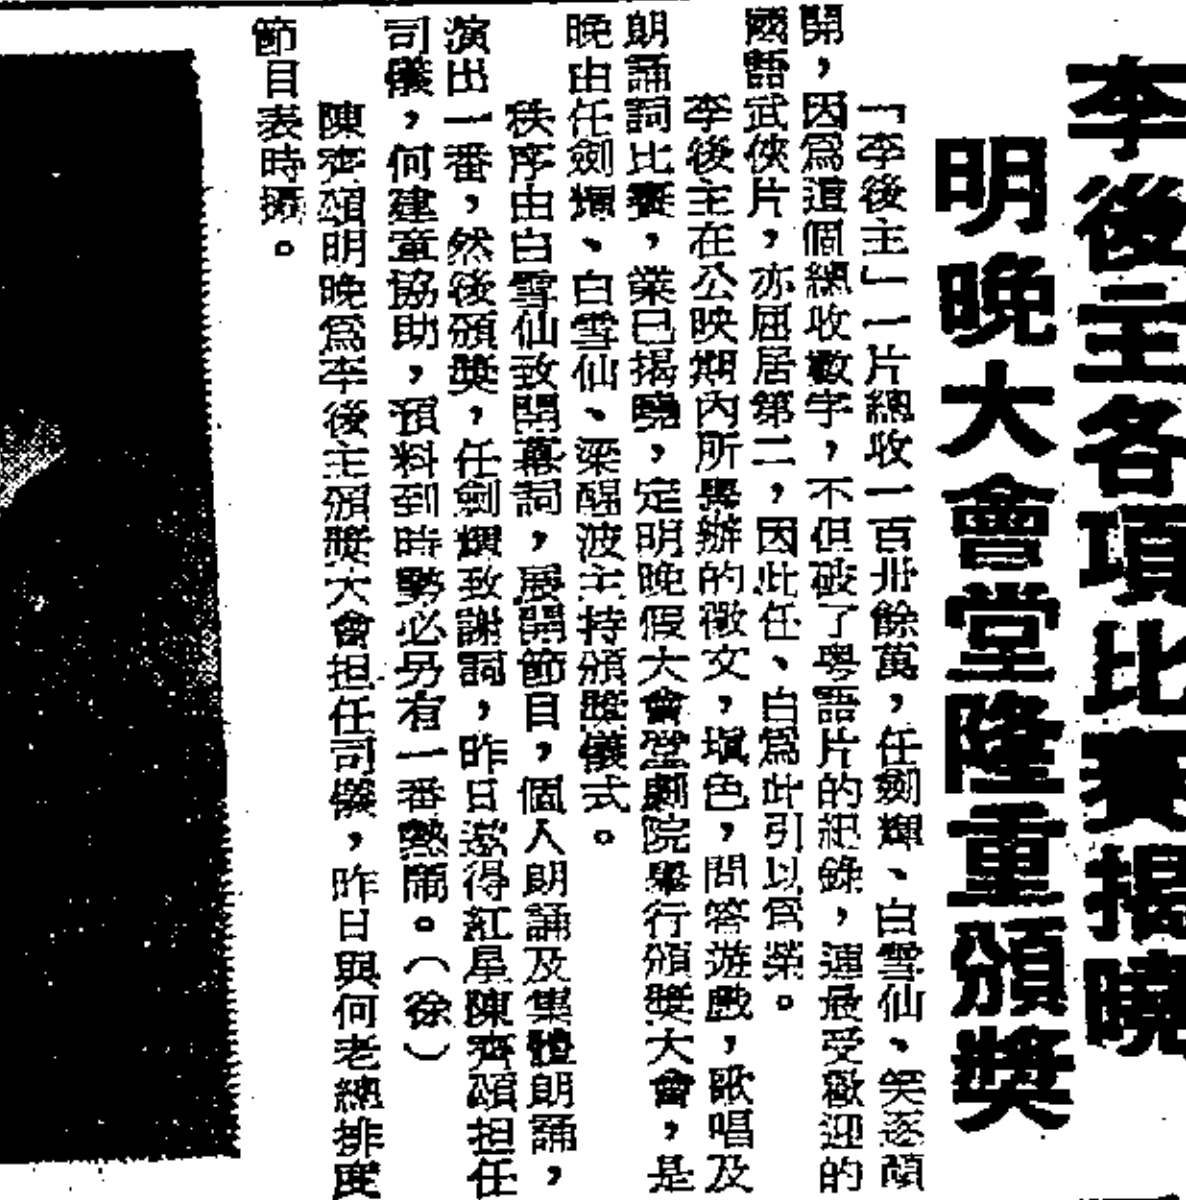 李後主各項比賽揭曉
明晚大會堂隆重頒獎
「李後主」一片總收一百卅餘萬，任劍輝、白雪仙、笑逐顏
開，因爲這個總收數字，不但破了粤語片的紀錄，連最受歡迎的
國語武俠片，亦屈居第二，因此任、白爲此引以爲榮。
李後主在公映期內所舉辦的徵文，塡色，問答遊戲，歌唱及
朗誦詞比賽，業已揭曉，定明晚假大會堂劇院舉行頒獎大會，是
晚由任劍輝、白雪仙、梁醒波主持頒獎儀式。
秩序由白雪仙致開幕詞，展開節目，個人朗誦及集體朗誦，
演出一番，然後頒獎，任劍輝致謝詞，昨日邀得紅星陳齊頌担任
司儀，何建章協助，預料到時勢必另有一番熱鬧。（徐）
陳齊頌明晚爲李後主頒獎大會担任司儀，昨日與何老總排度
節目表時攝。